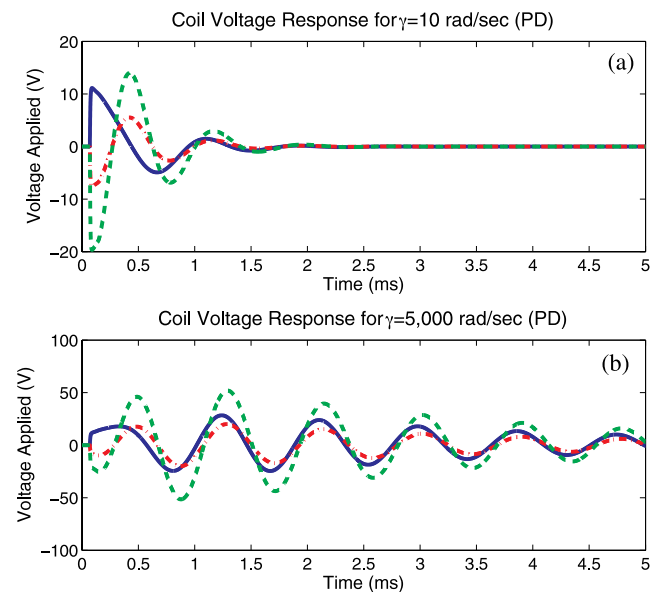 Coil Voltage Response forγ=10 rad/sec (PD)
(a)
Voltage Applied (V)
20
10
0
−10
−20
0 0.5 1 1.5 2 2.5 3 3.5 4 4.5 5
Time (ms)
Coil Voltage Response forγ=5,000 rad/sec (PD)
(b)
Voltage Applied (V)
100
50
0
−50
−100
0 0.5 1 1.5 2 2.5 3 3.5 4 4.5 5
Time (ms)